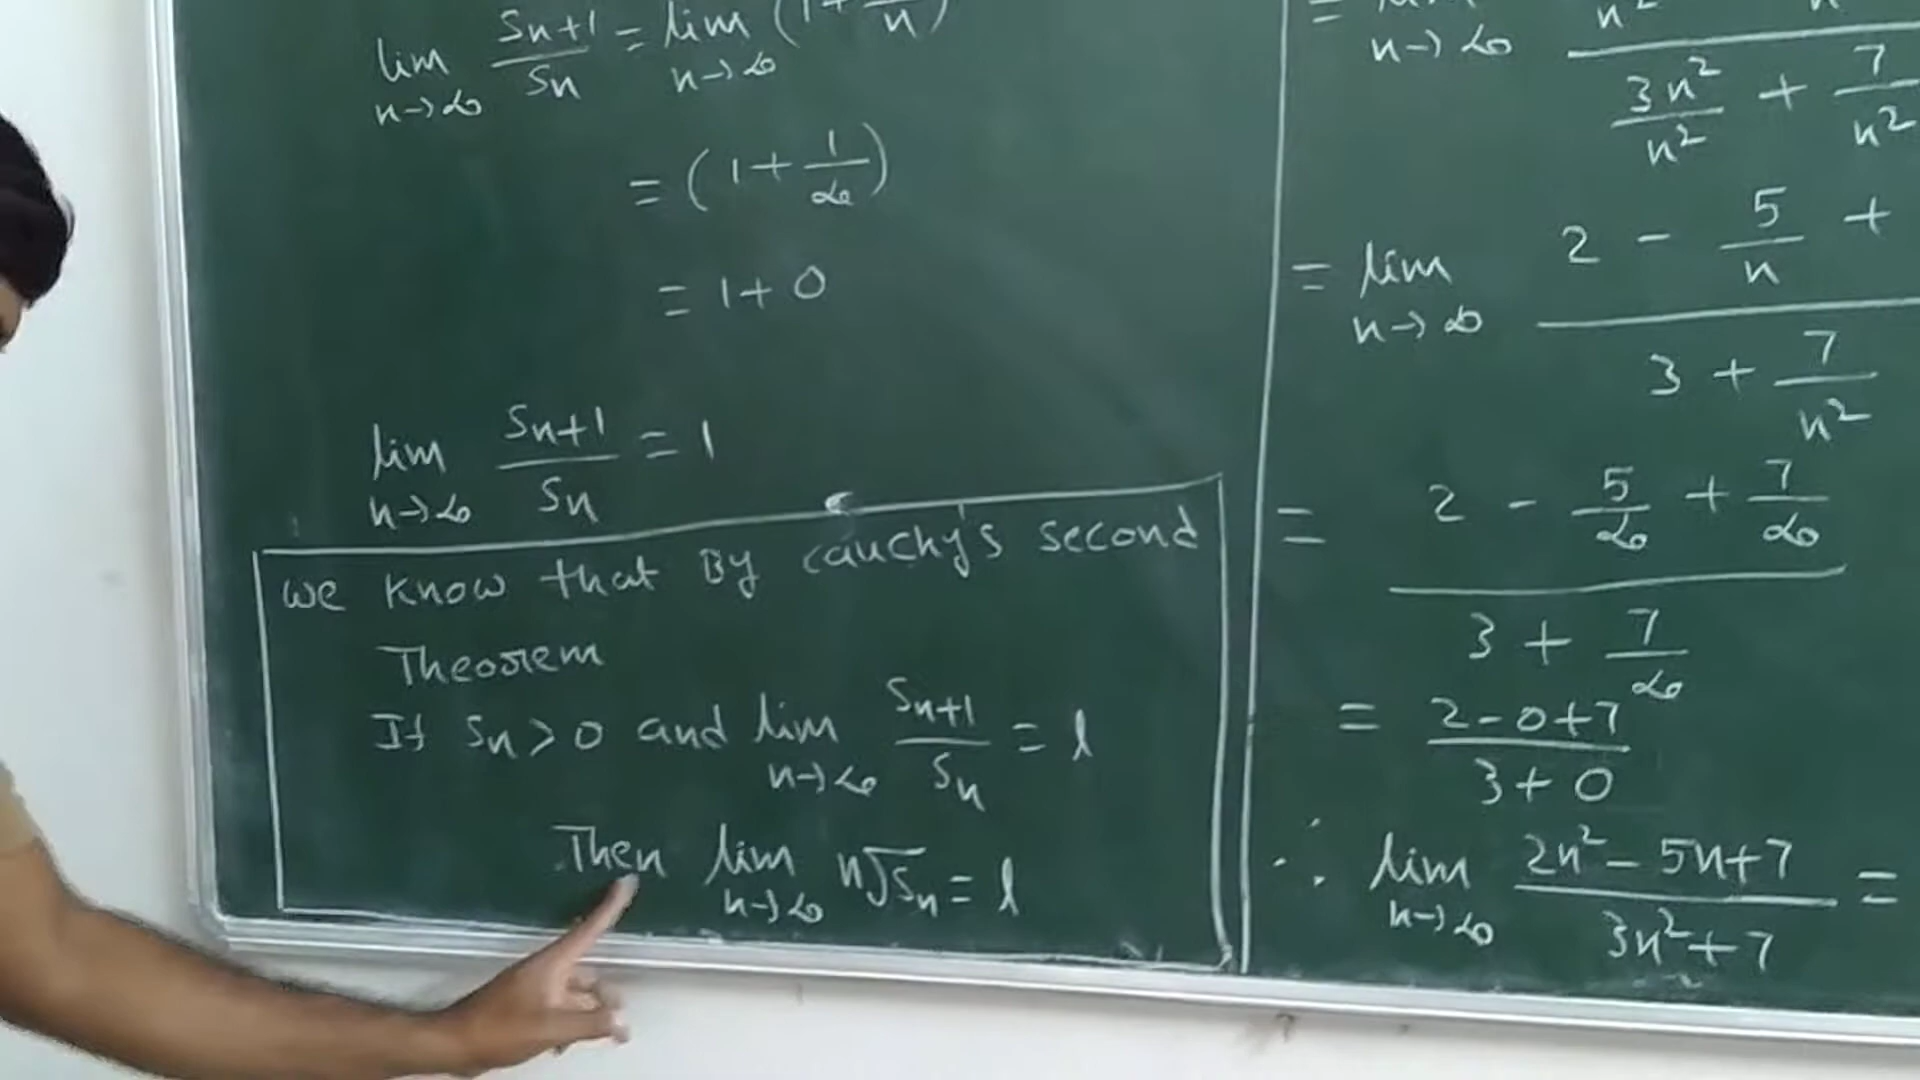 lim n→∞ Sn+1/Sn = lim n→∞ (1+ /n)
= (1 + 1/∞)
= 1 + 0
lim n→∞ Sn+1/Sn = 1
We know that By Cauchy's second
Theorem
If Sn > 0 and lim n→∞ Sn+1/Sn = l
Then lim n→∞ n√Sn = l
= n→∞ n² n / 3n²/n² + 7/n²
= lim n→∞ 2 - 5/n + / 3 + 7/n²
= 2 - 5/∞ + 7/∞ / 3 + 7/∞
= 2-0+7 / 3+0
∴ lim n→∞ 2n² - 5n+7 / 3n²+7 =